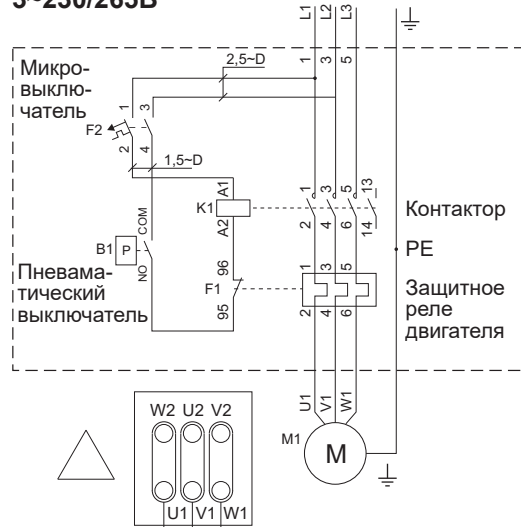 3~230/265В
L1 L2 L3
1 3 5
2,5~D
Микро-
выклю-
чатель
1 3
F2
2 4
1,5~D
A1
K1
A2
1 3 5 13
2 4 6 14
Контактор
PE
COM
B1 P
NO
Пневма-
тический
выключатель
96
F1
95
1 3 5
2 4 6
Защитное
реле
двигателя
U1 V1 W1
M1
M
W2 U2 V2
U1 V1 W1